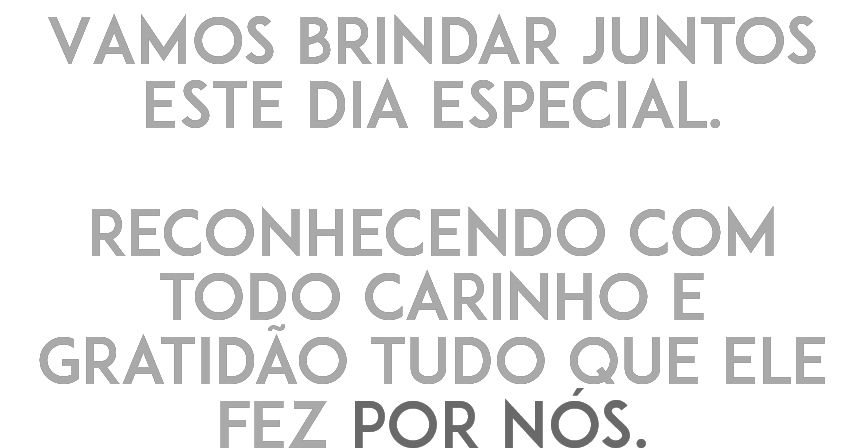 VAMOS BRINDAR JUNTOS
ESTE DIA ESPECIAL.
RECONHECENDO COM
TODO CARINHO E
GRATIDÃO TUDO QUE ELE
FEZ POR NÓS.